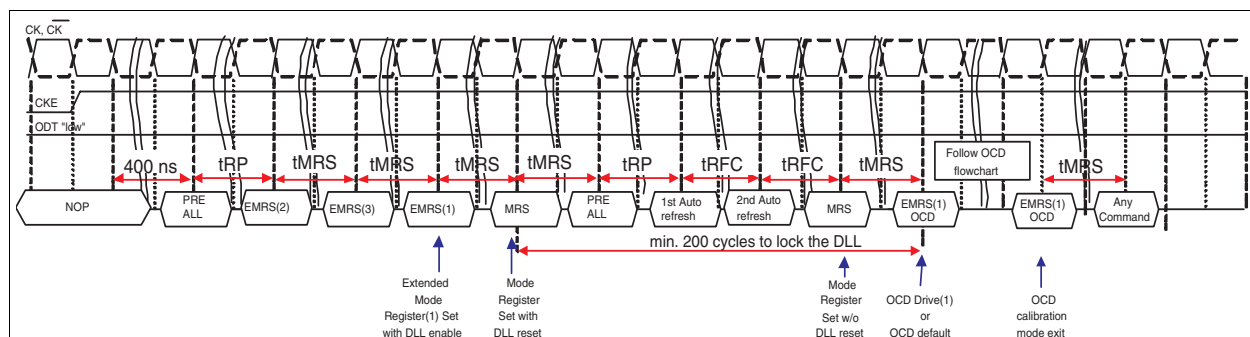 CK, CK
CKE
ODT "low"
400 ns
tRP
tMRS
tMRS
tMRS
tMRS
tRP
tRFC
tRFC
tMRS
Follow OCD
flowchart
tMRS
NOP
PRE
ALL
EMRS(2)
EMRS(3)
EMRS(1)
MRS
PRE
ALL
1st Auto
refresh
2nd Auto
refresh
MRS
EMRS(1)
OCD
EMRS(1)
OCD
Any
Command
min. 200 cycles to lock the DLL
Extended
Mode
Register(1) Set
with DLL enable
Mode
Register
Set with
DLL reset
Mode
Register
Set w/o
DLL reset
OCD Drive(1)
or
OCD default
OCD
calibration
mode exit